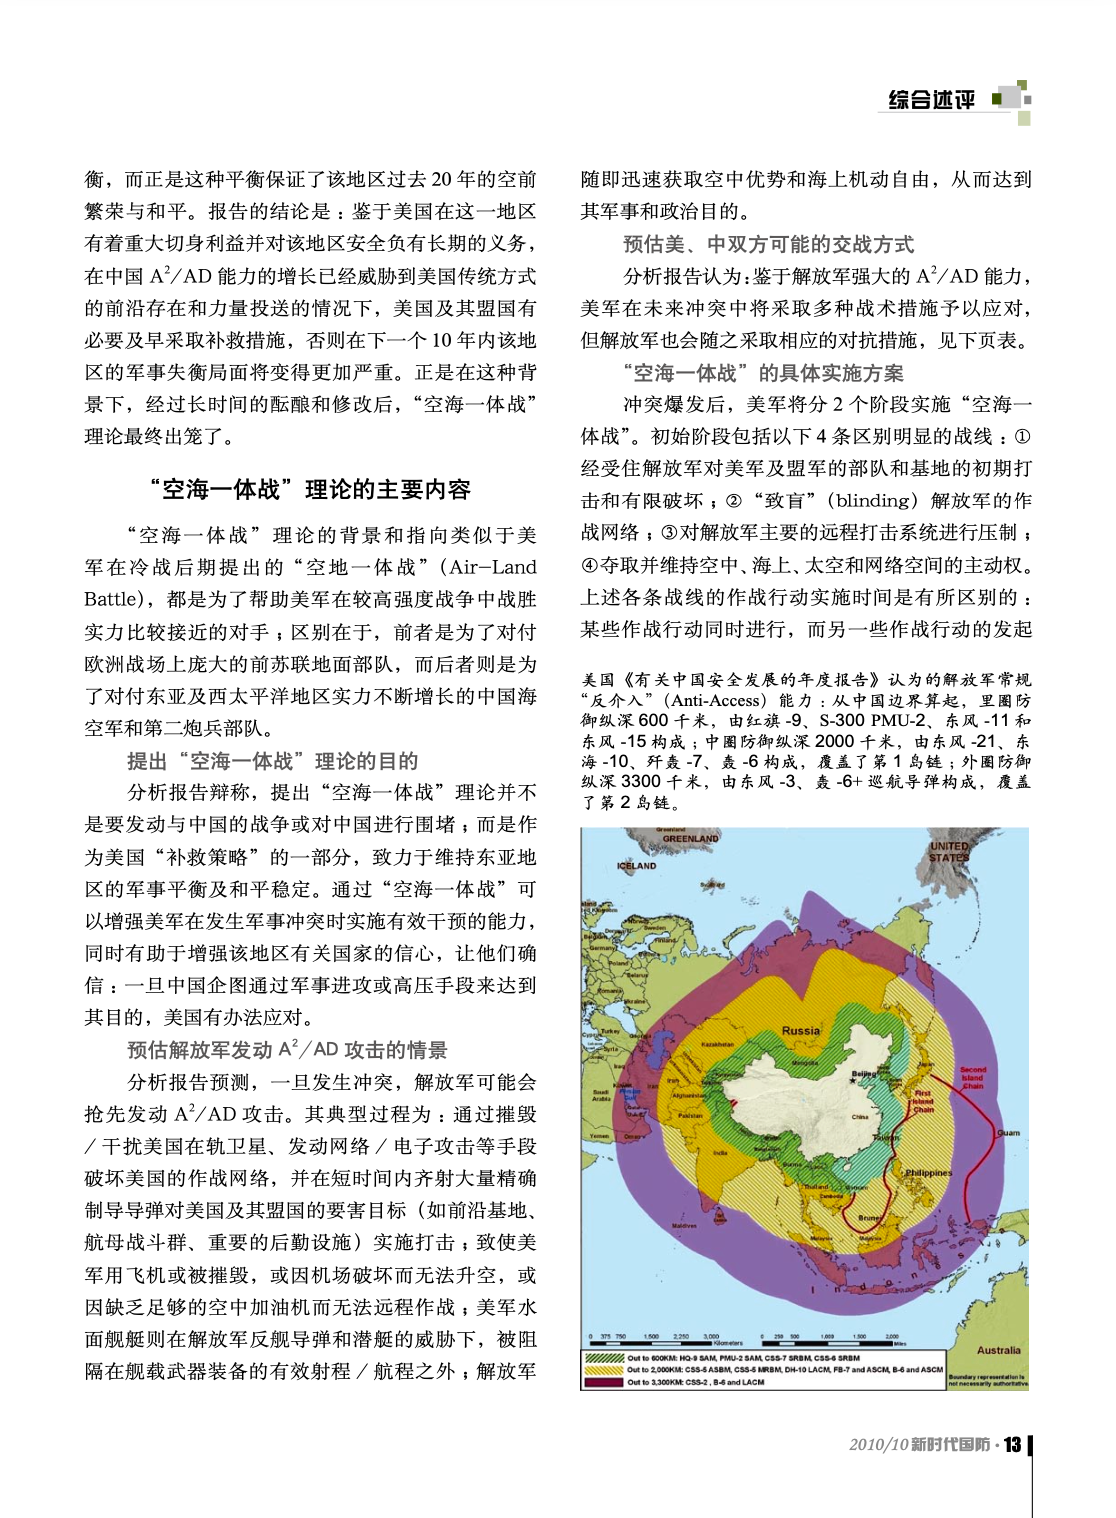 综合述评
衡，而正是这种平衡保证了该地区过去 20 年的空前
繁荣与和平。报告的结论是：鉴于美国在这一地区
有着重大切身利益并对该地区安全负有长期的义务，
在中国 A²/AD 能力的增长已经威胁到美国传统方式
的前沿存在和力量投送的情况下，美国及其盟国有
必要及早采取补救措施，否则在下一个 10 年内该地
区的军事失衡局面将变得更加严重。正是在这种背
景下，经过长时间的酝酿和修改后，“空海一体战”
理论最终出笼了。
“空海一体战”理论的主要内容
“空海一体战”理论的背景和指向类似于美
军在冷战后期提出的“空地一体战”（Air-Land
Battle），都是为了帮助美军在较高强度战争中战胜
实力比较接近的对手；区别在于，前者是为了对付
欧洲战场上庞大的前苏联地面部队，而后者则是为
了对付东亚及西太平洋地区实力不断增长的中国海
空军和第二炮兵部队。
提出“空海一体战”理论的目的
分析报告辩称，提出“空海一体战”理论并不
是要发动与中国的战争或对中国进行围堵；而是作
为美国“补救策略”的一部分，致力于维持东亚地
区的军事平衡及和平稳定。通过“空海一体战”可
以增强美军在发生军事冲突时实施有效干预的能力，
同时有助于增强该地区有关国家的信心，让他们确
信：一旦中国企图通过军事进攻或高压手段来达到
其目的，美国有办法应对。
预估解放军发动 A²/AD 攻击的情景
分析报告预测，一旦发生冲突，解放军可能会
抢先发动 A²/AD 攻击。其典型过程为：通过摧毁
/ 干扰美国在轨卫星、发动网络 / 电子攻击等手段
破坏美国的作战网络，并在短时间内齐射大量精确
制导导弹对美国及其盟国的要害目标（如前沿基地、
航母战斗群、重要的后勤设施）实施打击；致使美
军用飞机或被摧毁，或因机场破坏而无法升空，或
因缺乏足够的空中加油机而无法远程作战；美军水
面舰艇则在解放军反舰导弹和潜艇的威胁下，被阻
隔在舰载武器装备的有效射程 / 航程之外；解放军
随即迅速获取空中优势和海上机动自由，从而达到
其军事和政治目的。
预估美、中双方可能的交战方式
分析报告认为：鉴于解放军强大的 A²/AD 能力，
美军在未来冲突中将采取多种战术措施予以应对，
但解放军也会随之采取相应的对抗措施，见下页表。
“空海一体战”的具体实施方案
冲突爆发后，美军将分 2 个阶段实施“空海一
体战”。初始阶段包括以下 4 条区别明显的战线：①
经受住解放军对美军及盟军的部队和基地的初期打
击和有限破坏；②“致盲”（blinding）解放军的作
战网络；③对解放军主要的远程打击系统进行压制；
④夺取并维持空中、海上、太空和网络空间的主动权。
上述各条战线的作战行动实施时间是有所区别的：
某些作战行动同时进行，而另一些作战行动的发起
美国《有关中国安全发展的年度报告》认为的解放军常规
“反介入”（Anti-Access）能力：从中国边界算起，里圈防
御纵深 600 千米，由红旗 -9、S-300 PMU-2、东风 -11 和
东风 -15 构成；中圈防御纵深 2000 千米，由东风 -21、东
海 -10、歼轰 -7、轰 -6 构成，覆盖了第 1 岛链；外圈防御
纵深 3300 千米，由东风 -3、轰 -6+ 巡航导弹构成，覆盖
了第 2 岛链。
Greenland
GREENLAND
UNITED
STATES
ICELAND
Norway
Sweden
Finland
Germany
Poland
Belarus
Romania
Ukraine
Turkey
Georgia
Syria
Iraq
Iran
Saudi
Arabia
Yemen
Oman
Russia
Kazakhstan
Mongolia
Afghanistan
Pakistan
India
Maldives
Beijing
China
Japan
First
Island
Chain
Second
Island
Chain
Guam
Taiwan
Philippines
Burma
Thailand
Vietnam
Cambodia
Brunei
Malaysia
Malaysia
Indonesia
Australia
0 375 750 1,500 2,250 3,000
Kilometers
0 250 500 1,000 1,500 2,000
Miles
Out to 600KM: HQ-9 SAM, PMU-2 SAM, CSS-7 SRBM, CSS-6 SRBM
Out to 2,000KM: CSS-5 ASBM, CSS-5 MRBM, DH-10 LACM, FB-7 and ASCM, B-6 and ASCM
Out to 3,300KM: CSS-2 , B-6 and LACM
Boundary representation is
not necessarily authoritative.
2010/10 新时代国防 · 13